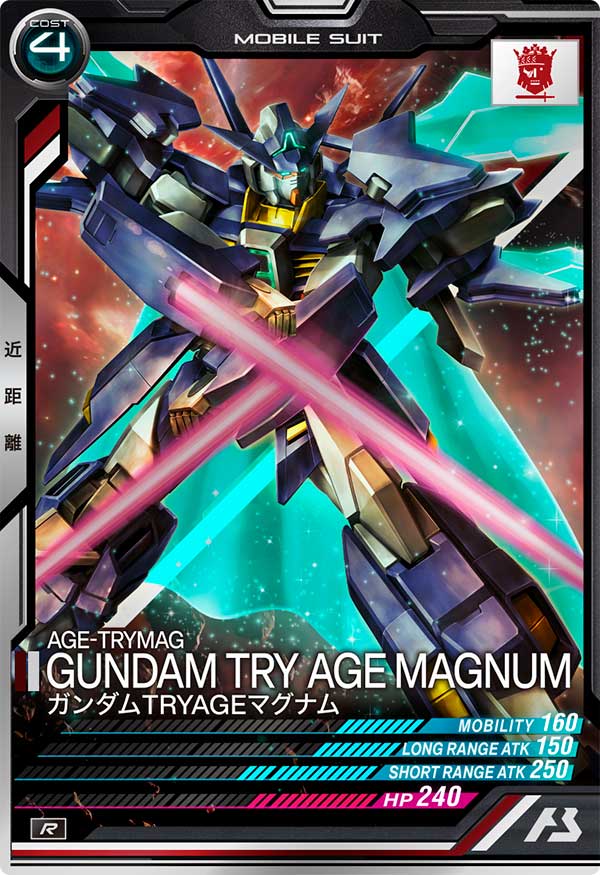 COST
4
MOBILE SUIT
近距離
AGE-TRYMAG
GUNDAM TRY AGE MAGNUM
ガンダムTRYAGEマグナム
MOBILITY 160
LONG RANGE ATK 150
SHORT RANGE ATK 250
HP 240
R